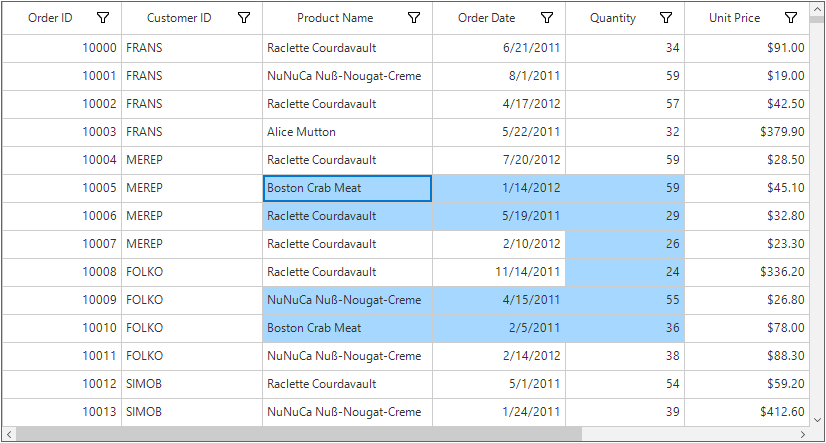 Order ID Customer ID Product Name Order Date Quantity Unit Price
10000 FRANS Raclette Courdavault 6/21/2011 34 $91.00
10001 FRANS NuNuCa Nuß-Nougat-Creme 8/1/2011 59 $19.00
10002 FRANS Raclette Courdavault 4/17/2012 57 $42.50
10003 FRANS Alice Mutton 5/22/2011 32 $379.90
10004 MEREP Raclette Courdavault 7/20/2012 59 $28.50
10005 MEREP Boston Crab Meat 1/14/2012 59 $45.10
10006 MEREP Raclette Courdavault 5/19/2011 29 $32.80
10007 MEREP Raclette Courdavault 2/10/2012 26 $23.30
10008 FOLKO Raclette Courdavault 11/14/2011 24 $336.20
10009 FOLKO NuNuCa Nuß-Nougat-Creme 4/15/2011 55 $26.80
10010 FOLKO Boston Crab Meat 2/5/2011 36 $78.00
10011 FOLKO NuNuCa Nuß-Nougat-Creme 2/14/2012 38 $88.30
10012 SIMOB Raclette Courdavault 5/1/2011 54 $59.20
10013 SIMOB NuNuCa Nuß-Nougat-Creme 1/24/2011 39 $412.60